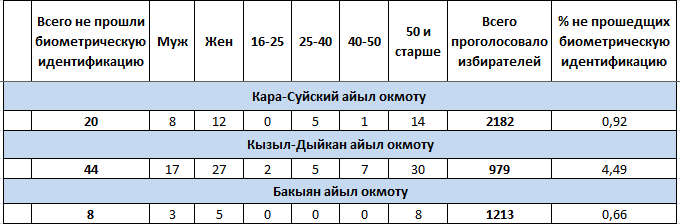 Всего не прошли биометрическую идентификацию Муж Жен 16-25 25-40 40-50 50 и старше Всего проголосовало избирателей % не прошедщих биометрическую идентификацию
Кара-Суйский айыл окмоту
20 8 12 0 5 1 14 2182 0,92
Кызыл-Дыйкан айыл окмоту
44 17 27 2 5 7 30 979 4,49
Бакыян айыл окмоту
8 3 5 0 0 0 8 1213 0,66